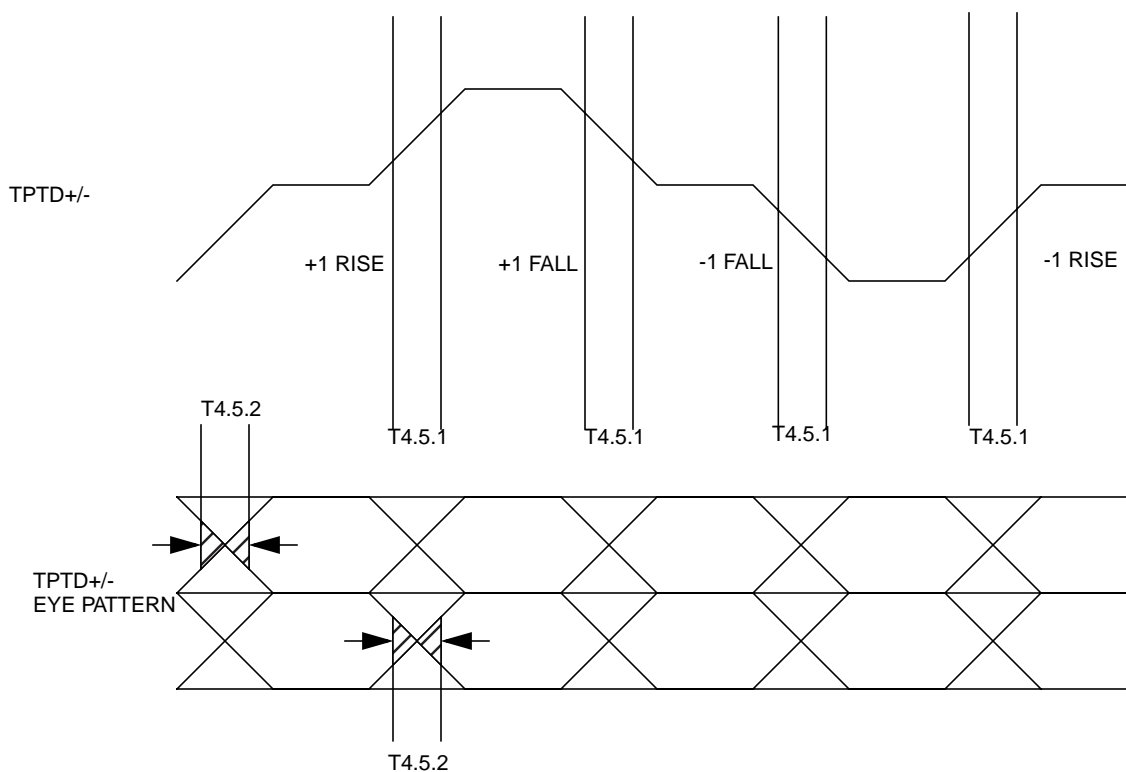 TPTD+/-
+1 RISE
+1 FALL
-1 FALL
-1 RISE
T4.5.2
T4.5.1
T4.5.1
T4.5.1
T4.5.1
TPTD+/-
EYE PATTERN
T4.5.2